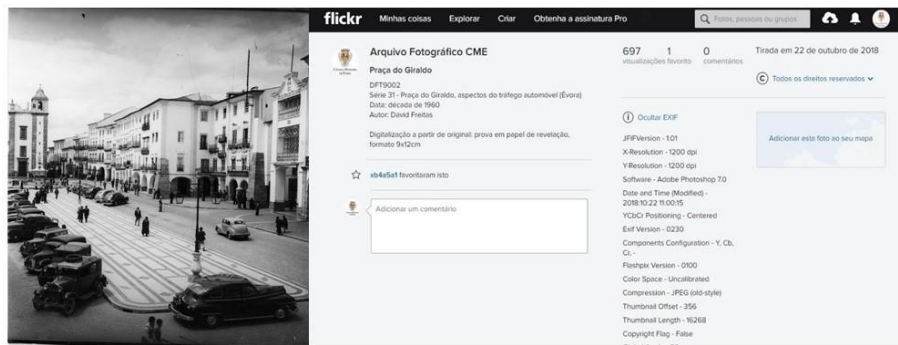 flickr Minhas coisas Explorar Criar Obtenha a assinatura Pro Fotos, pessoas ou grupos
Arquivo Fotográfico CME
Praça do Giraldo
DFT9002
Série 31 - Praça do Giraldo, aspectos do tráfego automóvel (Évora)
Data: década de 1960
Autor: David Freitas
Digitalização a partir de original: prova em papel de revelação,
formato 9x12cm
xb4a5a1 favoritaram isto
Adicionar um comentário
697 1 0
visualizações favorito comentários
Tirada em 22 de outubro de 2018
Todos os direitos reservados
Ocultar EXIF
JFIFVersion - 1.01
X-Resolution - 1200 dpi
Y-Resolution - 1200 dpi
Software - Adobe Photoshop 7.0
Date and Time (Modified) -
2018:10:22 11:00:15
YCbCr Positioning - Centered
Exif Version - 0230
Components Configuration - Y, Cb,
Cr, -
Flashpix Version - 0100
Color Space - Uncalibrated
Compression - JPEG (old-style)
Thumbnail Offset - 356
Thumbnail Length - 16268
Copyright Flag - False
Adicionar esta foto ao seu mapa